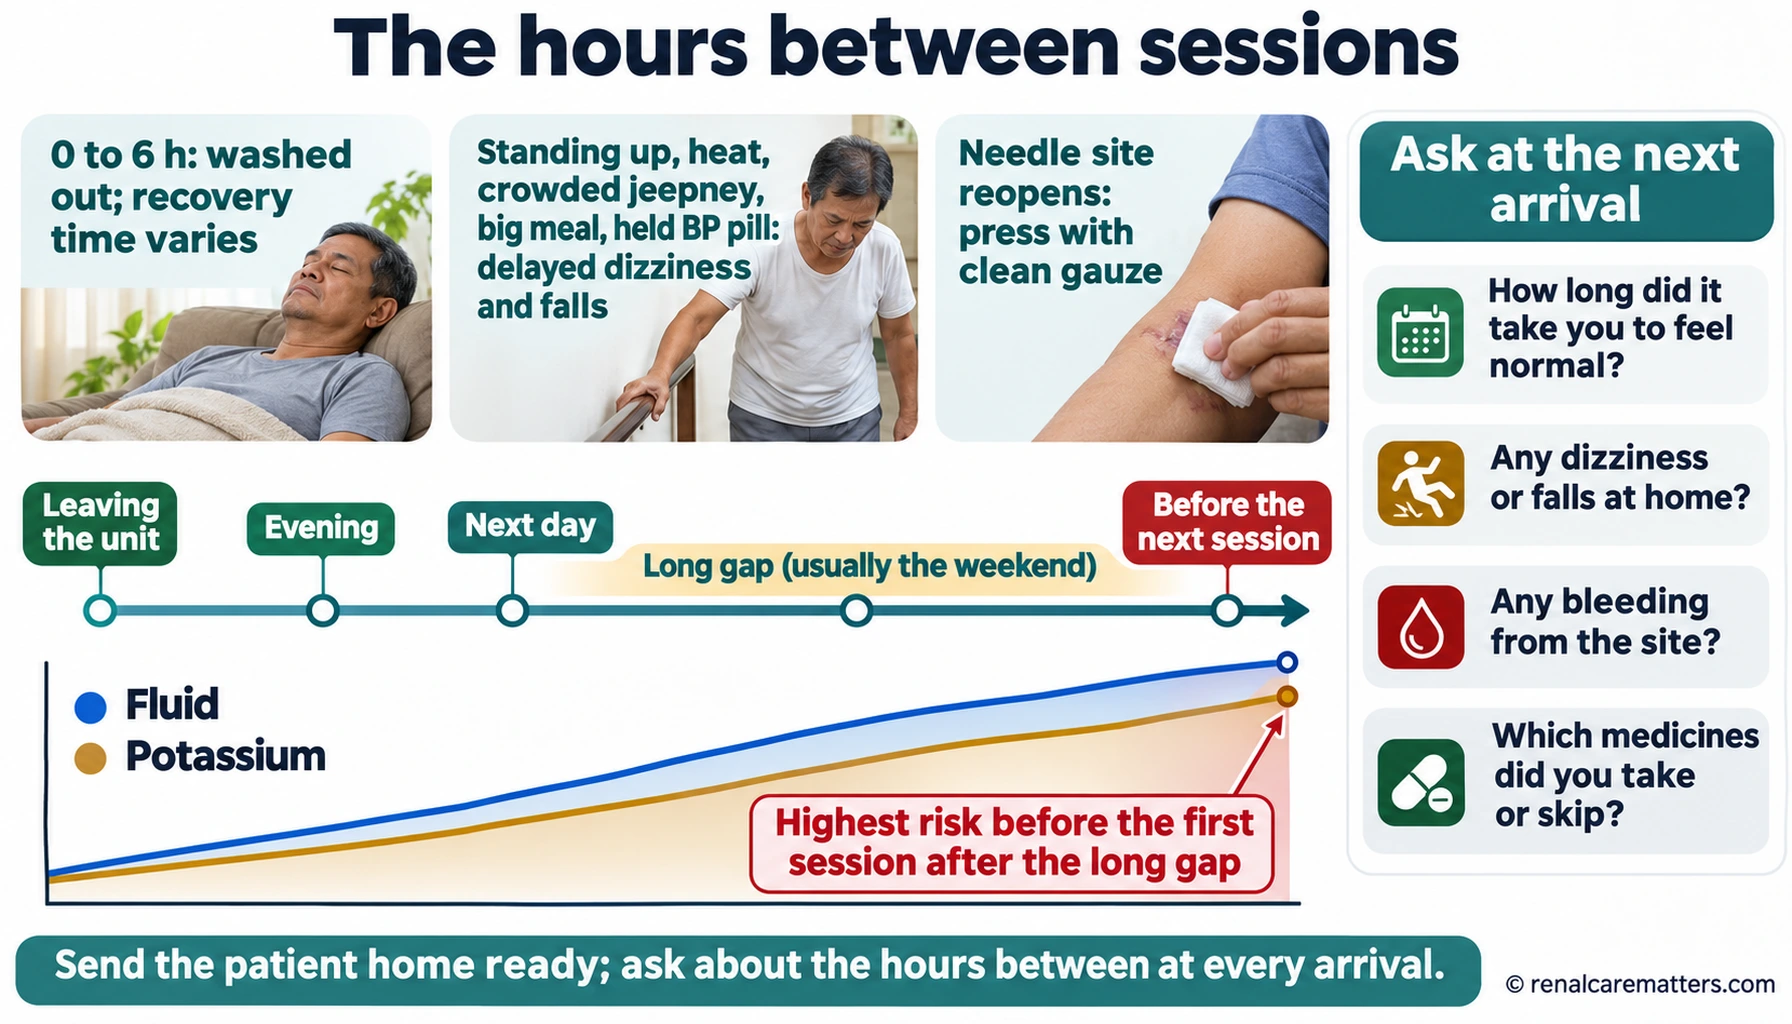 The hours between sessions
0 to 6 h: washed
out; recovery
time varies
Standing up, heat,
crowded jeepney,
big meal, held BP pill:
delayed dizziness
and falls
Needle site
reopens:
press with
clean gauze
Ask at the next
arrival
How long did it
take you to feel
normal?
Any dizziness
or falls at home?
Any bleeding
from the site?
Which medicines
did you take
or skip?
Leaving
the unit
Evening
Next day
Long gap (usually the weekend)
Before the
next session
Fluid
Potassium
Highest risk before the first
session after the long gap
Send the patient home ready; ask about the hours between at every arrival.
© renalcarematters.com